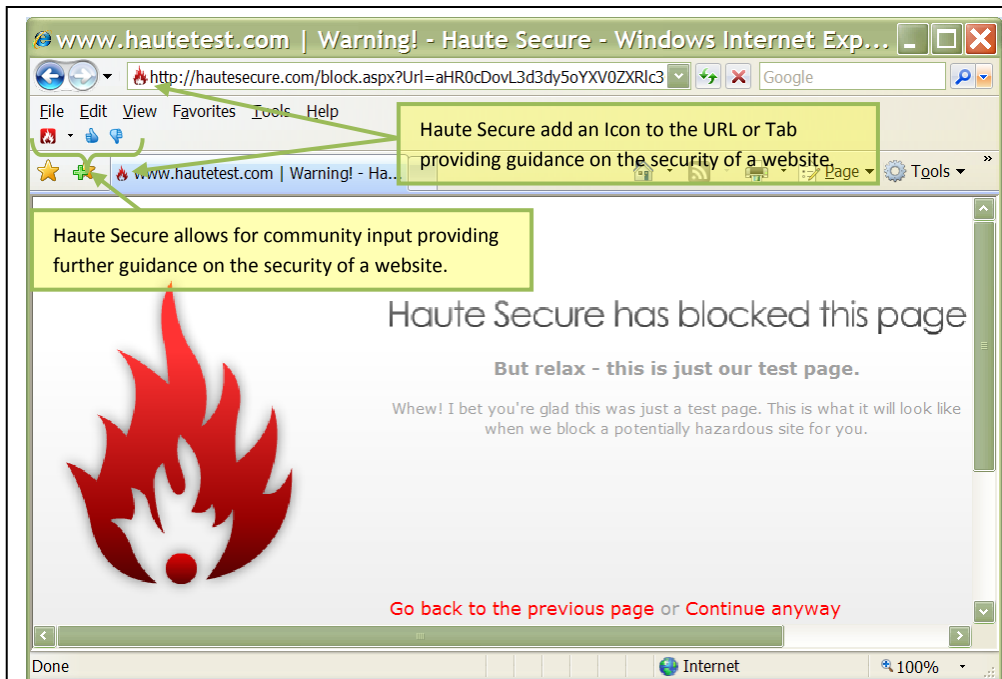 www.hautetest.com | Warning! - Haute Secure - Windows Internet Exp...
http://hautesecure.com/block.aspx?Url=aHR0cDovL3d3dy5oYXV0ZXRlc3 Google
File Edit View Favorites Tools Help
Haute Secure add an Icon to the URL or Tab
providing guidance on the security of a website.
www.hautetest.com | Warning! - Ha... Page Tools »
Haute Secure allows for community input providing
further guidance on the security of a website.
Haute Secure has blocked this page
But relax - this is just our test page.
Whew! I bet you're glad this was just a test page. This is what it will look like
when we block a potentially hazardous site for you.
Go back to the previous page or Continue anyway
Done Internet 100%